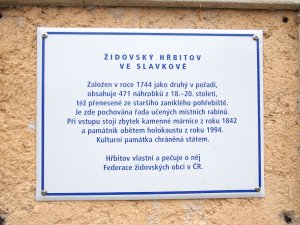 ŽIDOVSKÝ HŘBITOV
VE SLAVKOVĚ
Založen v roce 1744 jako druhý v pořadí,
obsahuje 471 náhrobků z 18.–20. století,
též přenesené ze staršího zaniklého pohřebiště.
Je zde pochována řada učených místních rabínů.
Při vstupu stojí zbytek kamenné márnice z roku 1842
a památník obětem holokaustu z roku 1994.
Kulturní památka chráněná státem.
Hřbitov vlastní a pečuje o něj
Federace židovských obcí v ČR.